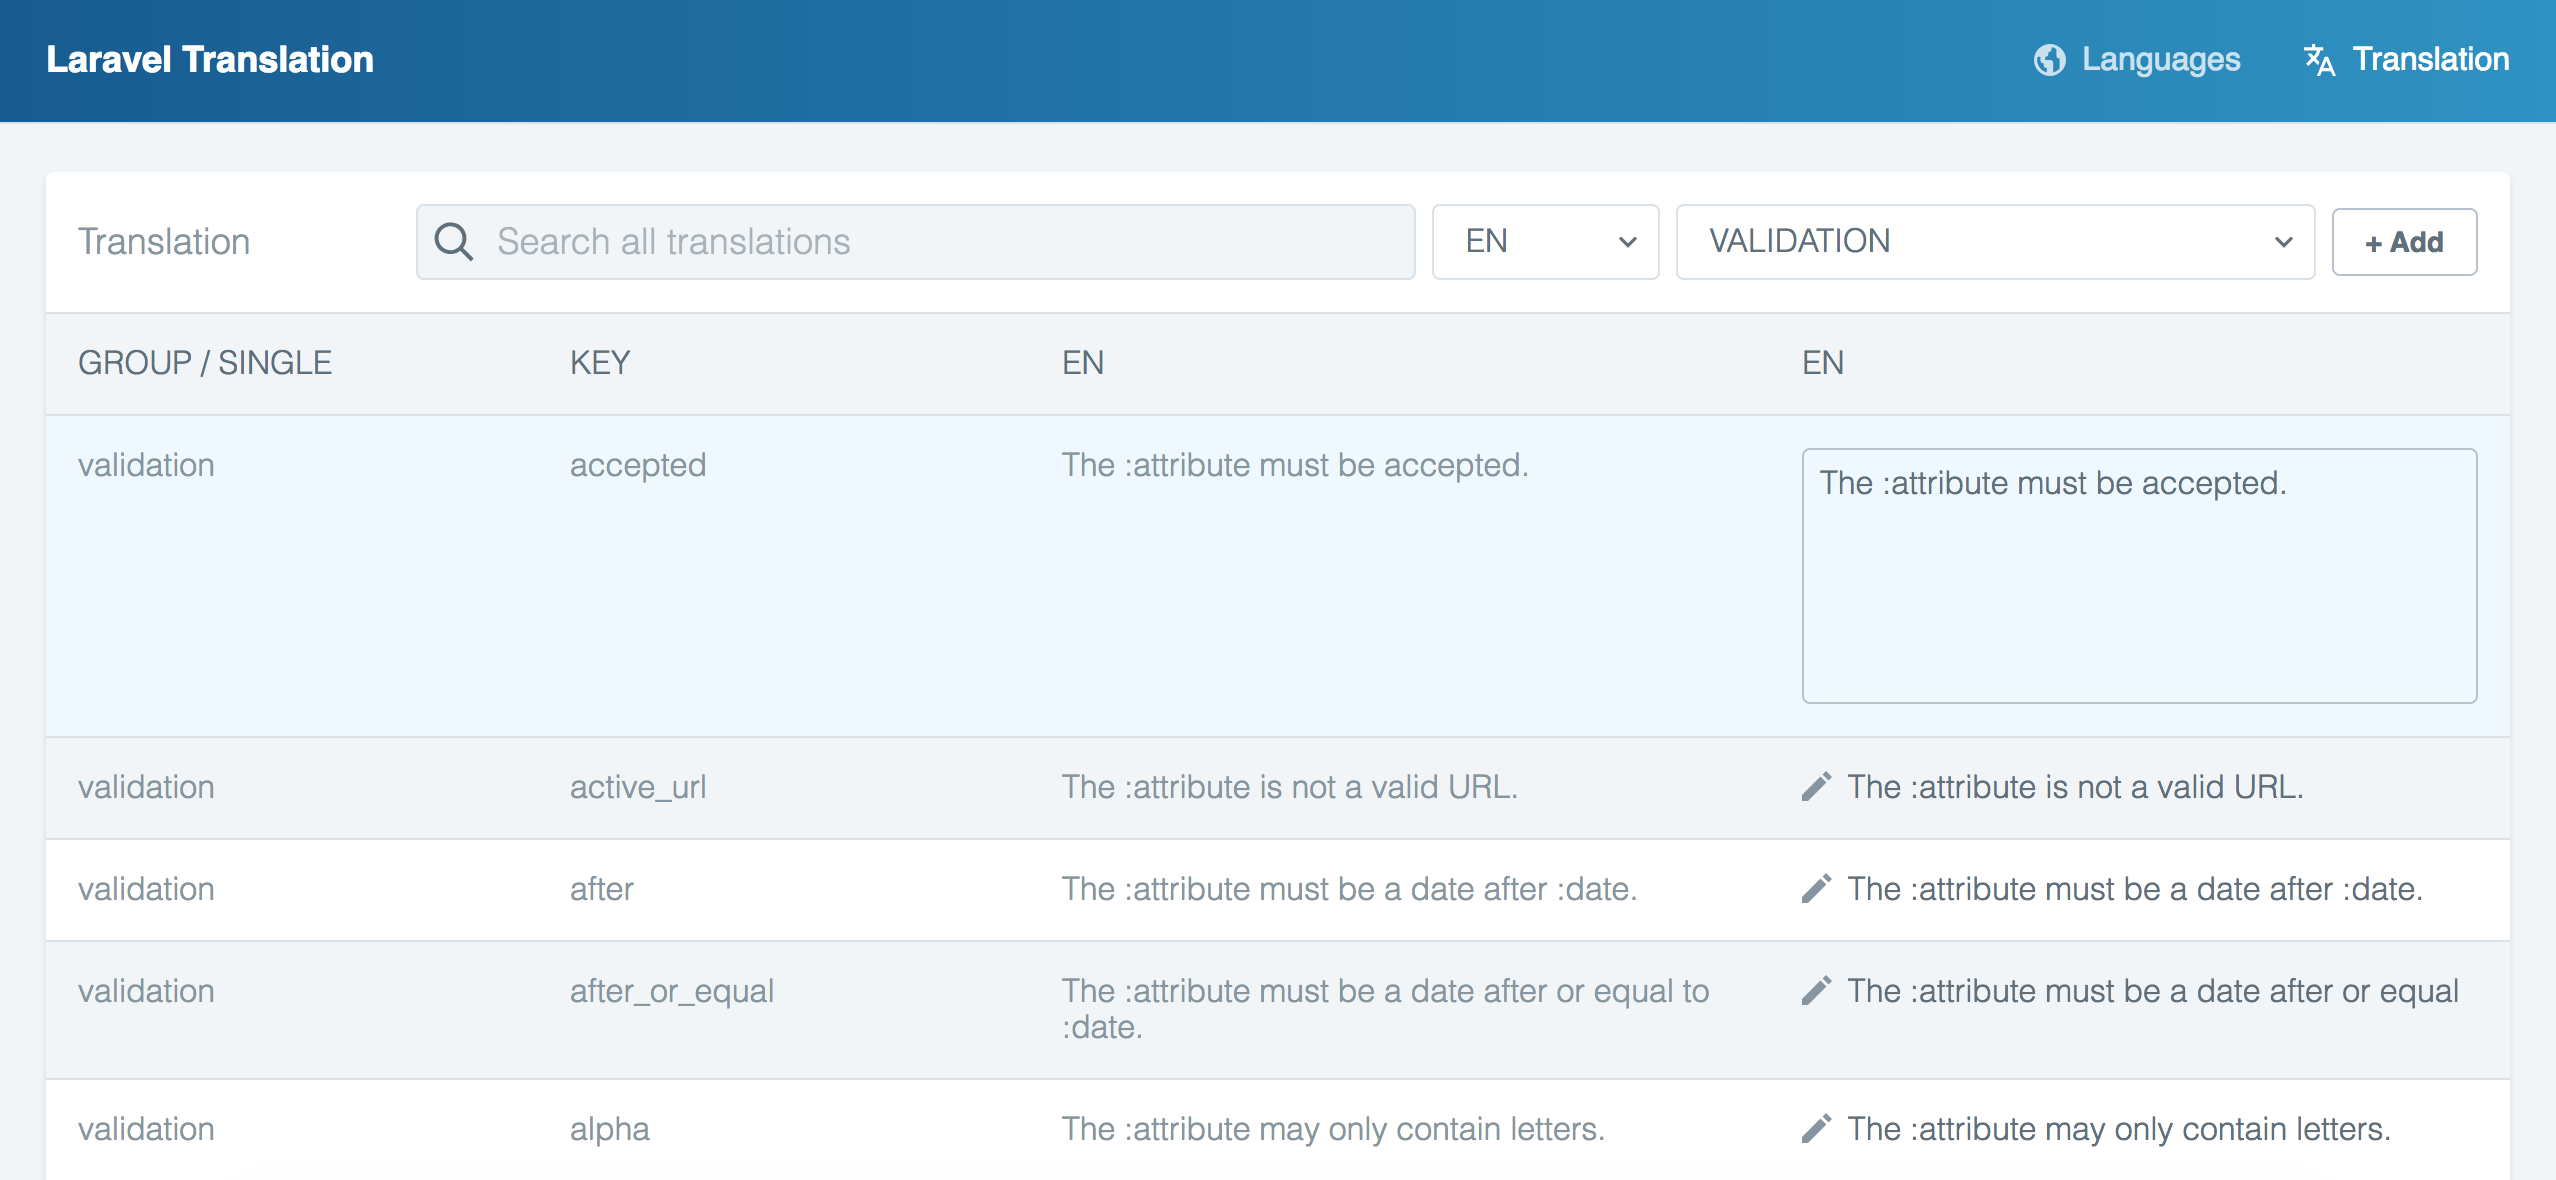 Laravel Translation
Languages
Translation
Translation
Search all translations
EN
VALIDATION
+ Add
GROUP / SINGLE
KEY
EN
EN
validation
accepted
The :attribute must be accepted.
The :attribute must be accepted.
validation
active_url
The :attribute is not a valid URL.
The :attribute is not a valid URL.
validation
after
The :attribute must be a date after :date.
The :attribute must be a date after :date.
validation
after_or_equal
The :attribute must be a date after or equal to
:date.
The :attribute must be a date after or equal
validation
alpha
The :attribute may only contain letters.
The :attribute may only contain letters.